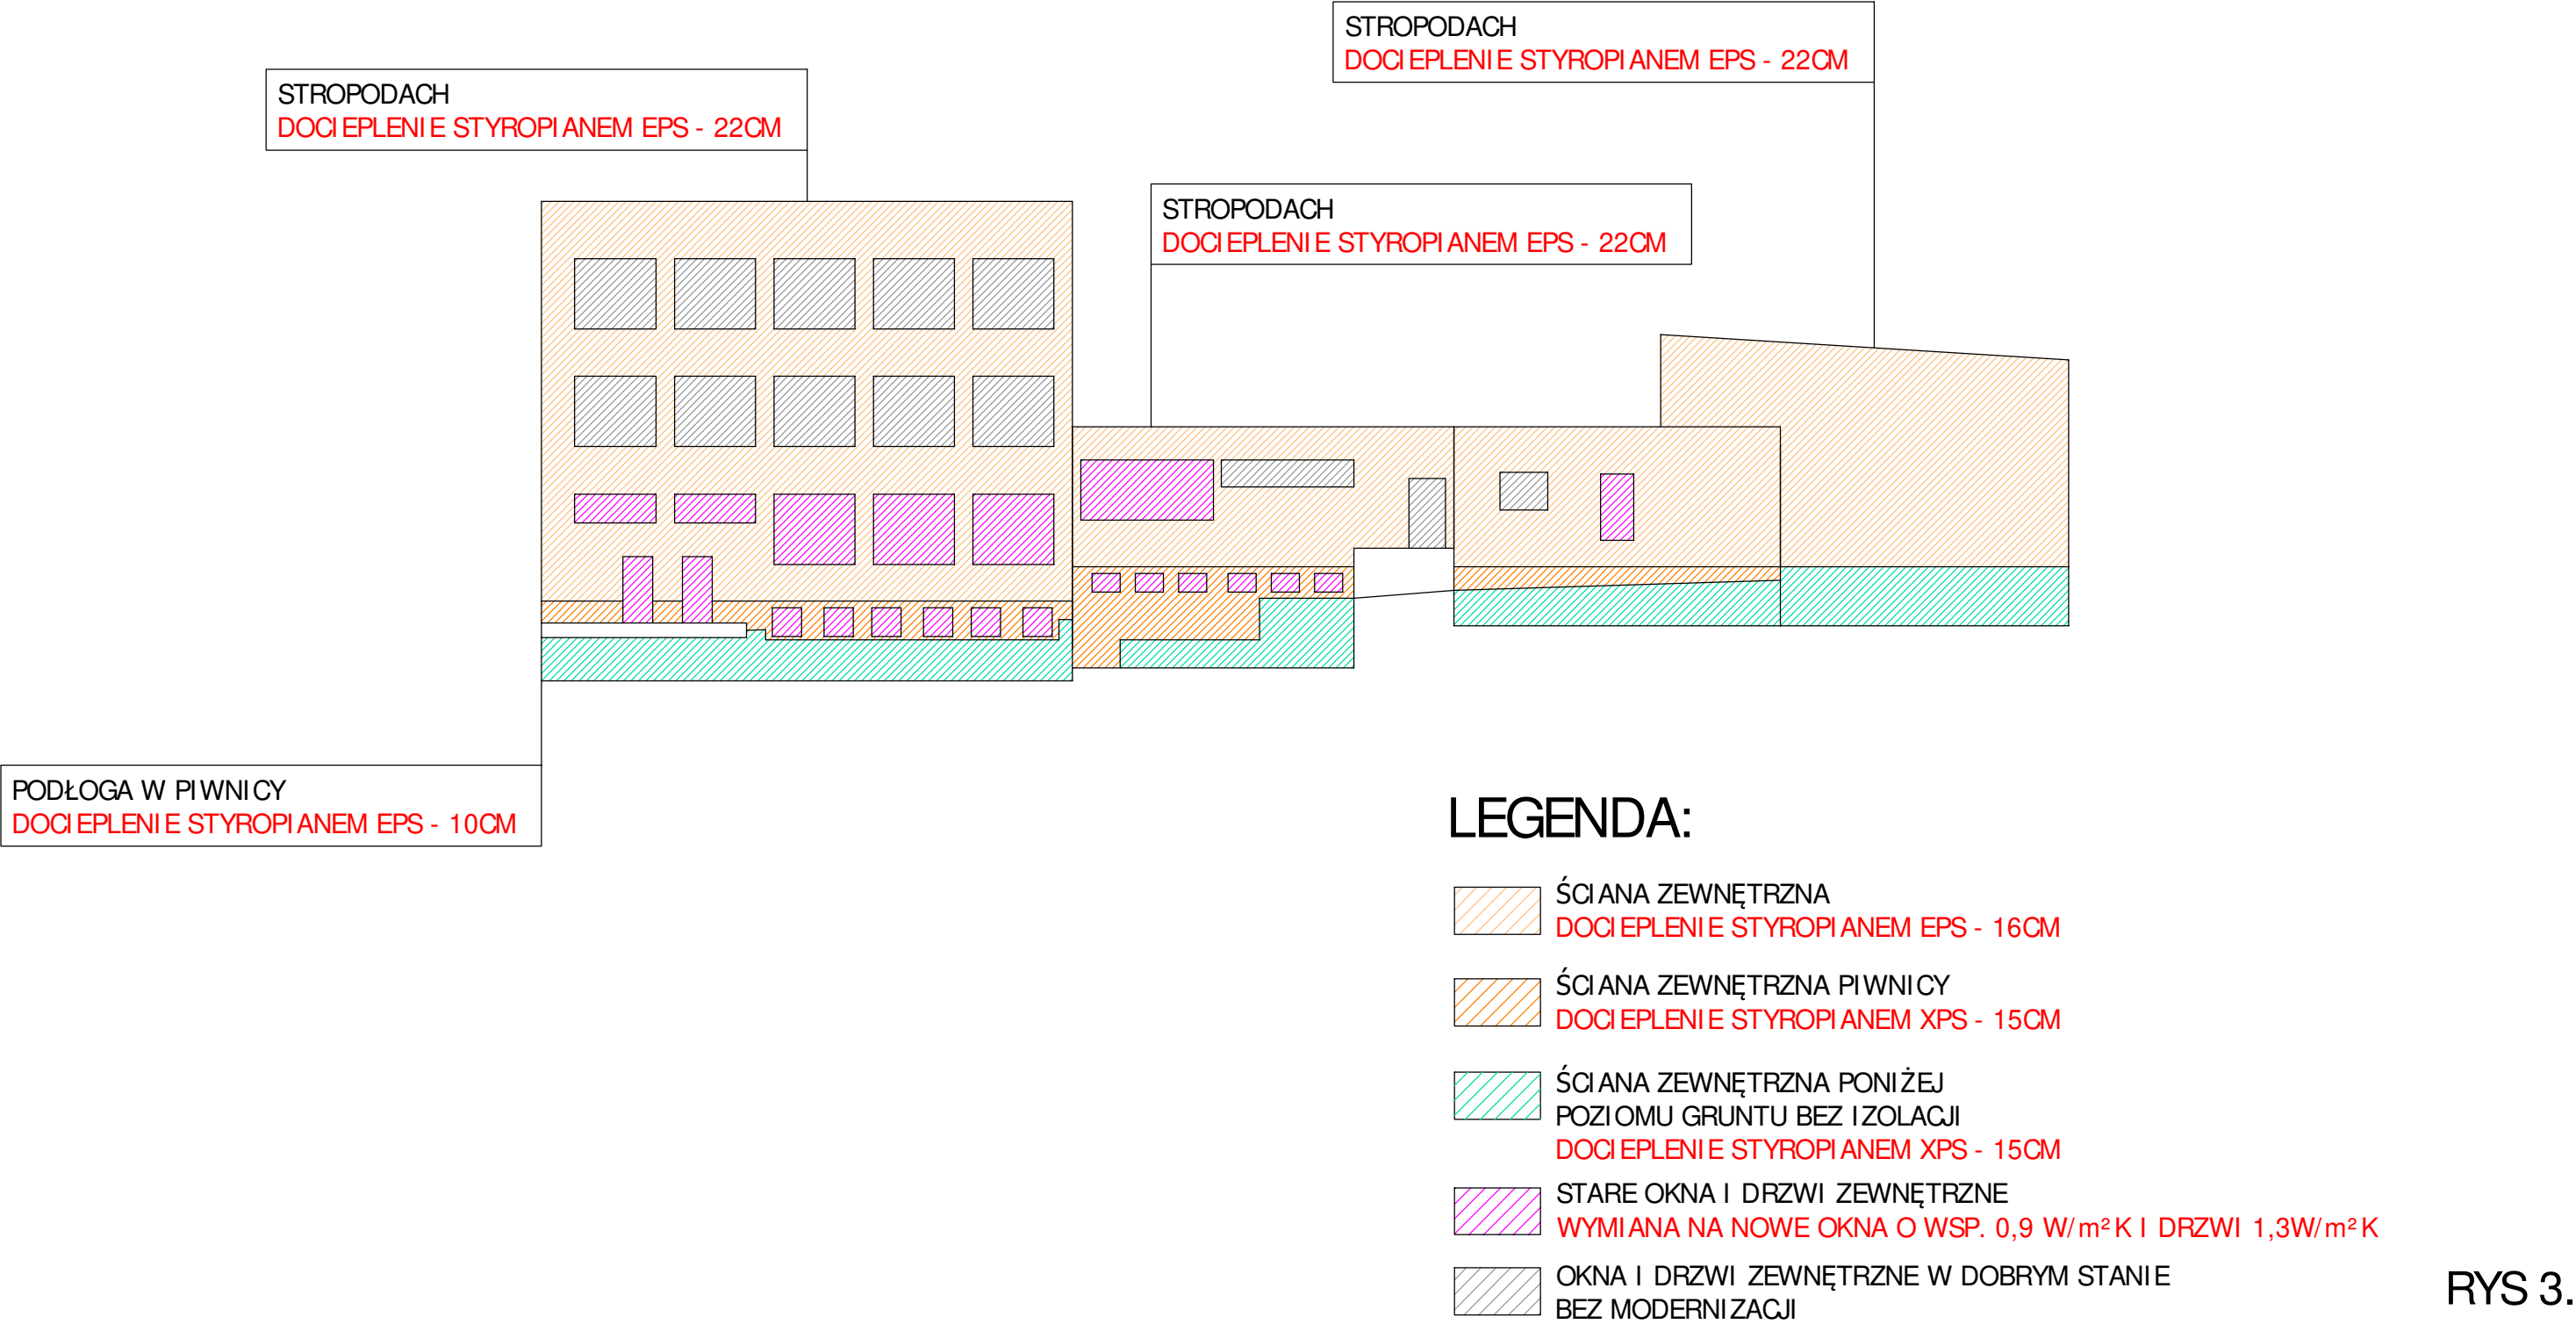 STROPODACH
DOCIEPLENIE STYROPIANEM EPS - 22CM
STROPODACH
DOCIEPLENIE STYROPIANEM EPS - 22CM
STROPODACH
DOCIEPLENIE STYROPIANEM EPS - 22CM
PODŁOGA W PIWNICY
DOCIEPLENIE STYROPIANEM EPS - 10CM
LEGENDA:
ŚCIANA ZEWNĘTRZNA
DOCIEPLENIE STYROPIANEM EPS - 16CM
ŚCIANA ZEWNĘTRZNA PIWNICY
DOCIEPLENIE STYROPIANEM XPS - 15CM
ŚCIANA ZEWNĘTRZNA PONIŻEJ
POZIOMU GRUNTU BEZ IZOLACJI
DOCIEPLENIE STYROPIANEM XPS - 15CM
STARE OKNA I DRZWI ZEWNĘTRZNE
WYMIANA NA NOWE OKNA O WSP. 0,9 W/m²K I DRZWI 1,3W/m²K
OKNA I DRZWI ZEWNĘTRZNE W DOBRYM STANIE
BEZ MODERNIZACJI
RYS 3.